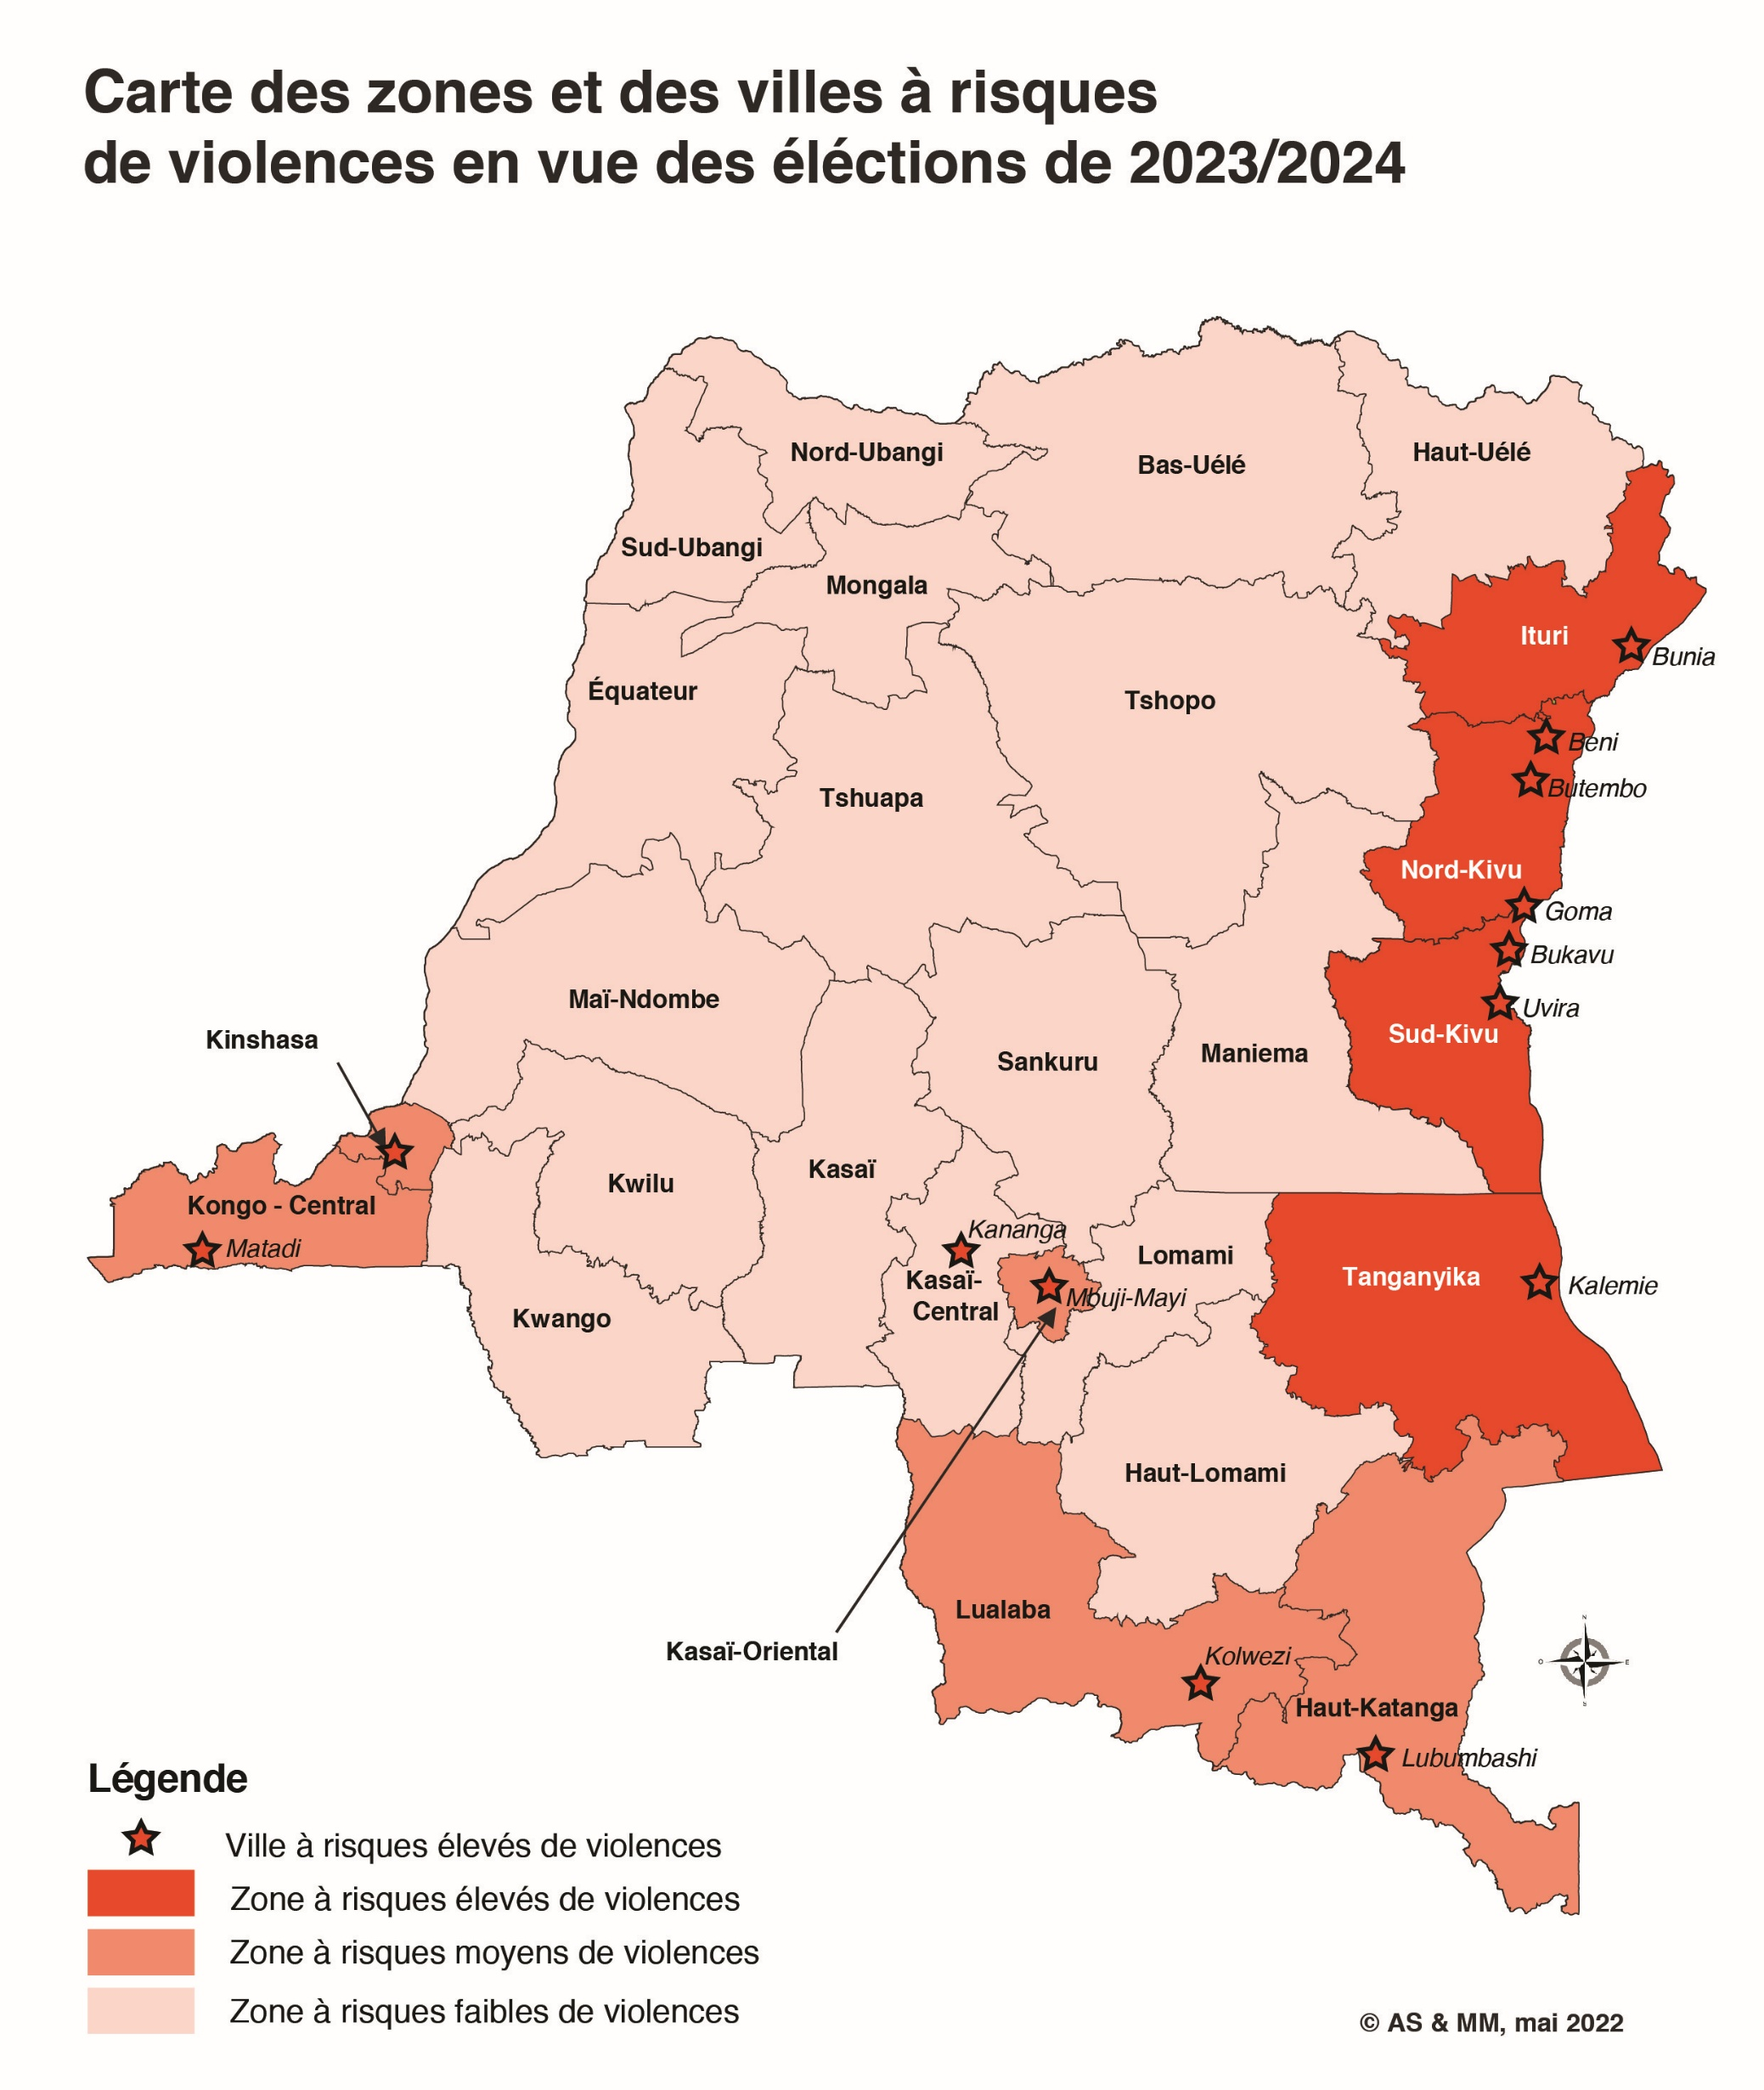 Carte des zones et des villes à risques
de violences en vue des éléctions de 2023/2024
Nord-Ubangi
Bas-Uélé
Haut-Uélé
Sud-Ubangi
Mongala
Ituri
Bunia
Équateur
Tshopo
Beni
Butembo
Tshuapa
Nord-Kivu
Goma
Bukavu
Maï-Ndombe
Uvira
Sud-Kivu
Kinshasa
Sankuru
Maniema
Kasaï
Kwilu
Kongo - Central
Matadi
Kananga
Lomami
Kasaï-
Central
Mbuji-Mayi
Tanganyika
Kalemie
Kwango
Haut-Lomami
Lualaba
Kasaï-Oriental
Kolwezi
N
O
E
S
Haut-Katanga
Lubumbashi
Légende
Ville à risques élevés de violences
Zone à risques élevés de violences
Zone à risques moyens de violences
Zone à risques faibles de violences
© AS & MM, mai 2022